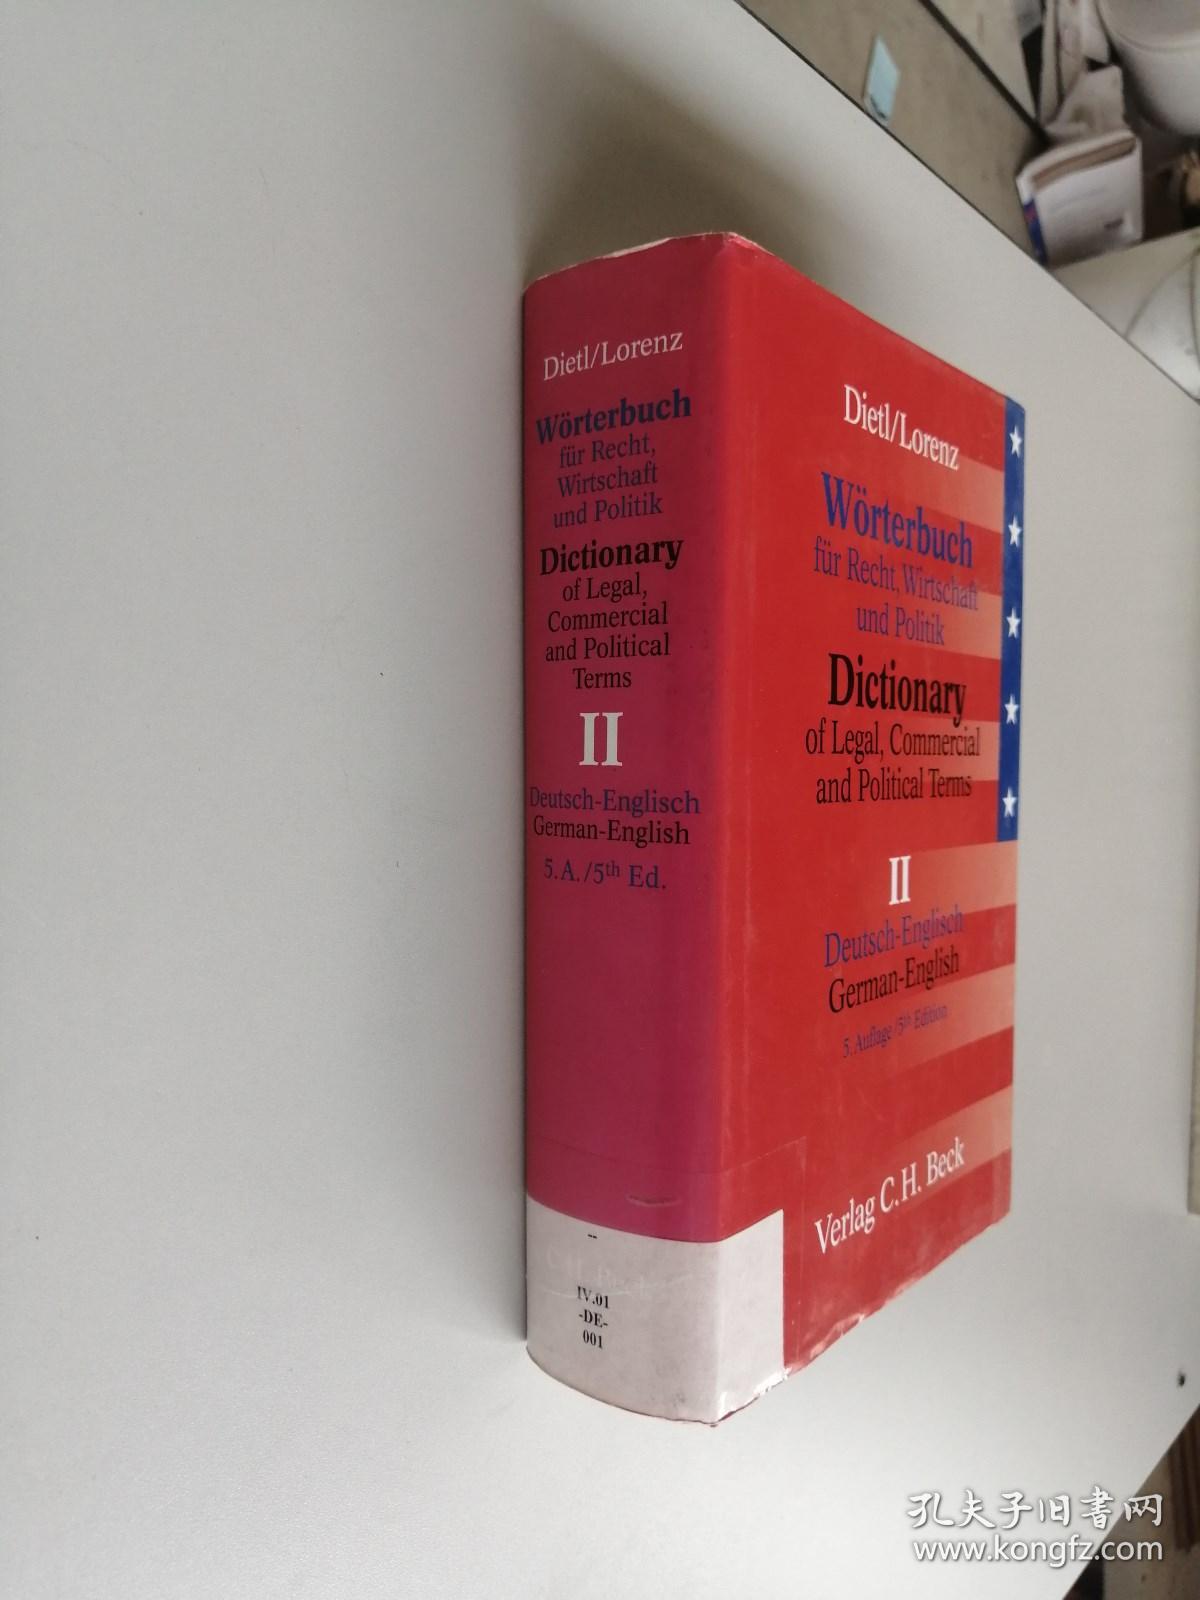 Dietl/Lorenz
Wörterbuch
für Recht,
Wirtschaft
und Politik
Dictionary
of Legal,
Commercial
and Political
Terms
II
Deutsch-Englisch
German-English
5. A./5th Ed.
--
C. H. Beck
IV.01
-DE-
001
Dietl/Lorenz
Wörterbuch
für Recht, Wirtschaft
und Politik
Dictionary
of Legal, Commercial
and Political Terms
II
Deutsch-Englisch
German-English
5. Auflage/5th Edition
Verlag C. H. Beck
孔夫子旧书网
www.kongfz.com